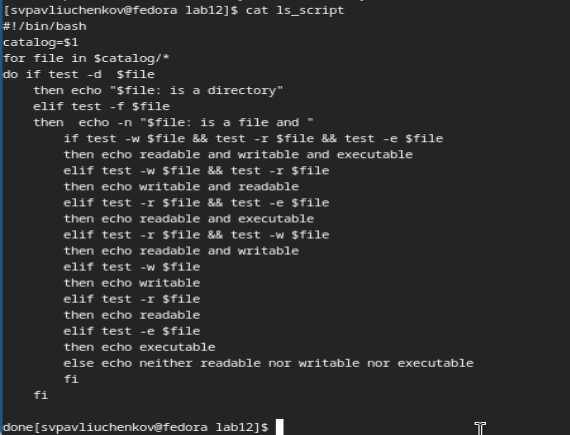 [svpavliuchenkov@fedora lab12]$ cat ls_script
#!/bin/bash
catalog=$1
for file in $catalog/*
do if test -d  $file
    then echo "$file: is a directory"
    elif test -f $file
    then  echo -n "$file: is a file and "
        if test -w $file && test -r $file && test -e $file
        then echo readable and writable and executable
        elif test -w $file && test -r $file
        then echo writable and readable
        elif test -r $file && test -e $file
        then echo readable and executable
        elif test -r $file && test -w $file
        then echo readable and writable
        elif test -w $file
        then echo writable
        elif test -r $file
        then echo readable
        elif test -e $file
        then echo executable
        else echo neither readable nor writable nor executable
        fi
    fi

done[svpavliuchenkov@fedora lab12]$